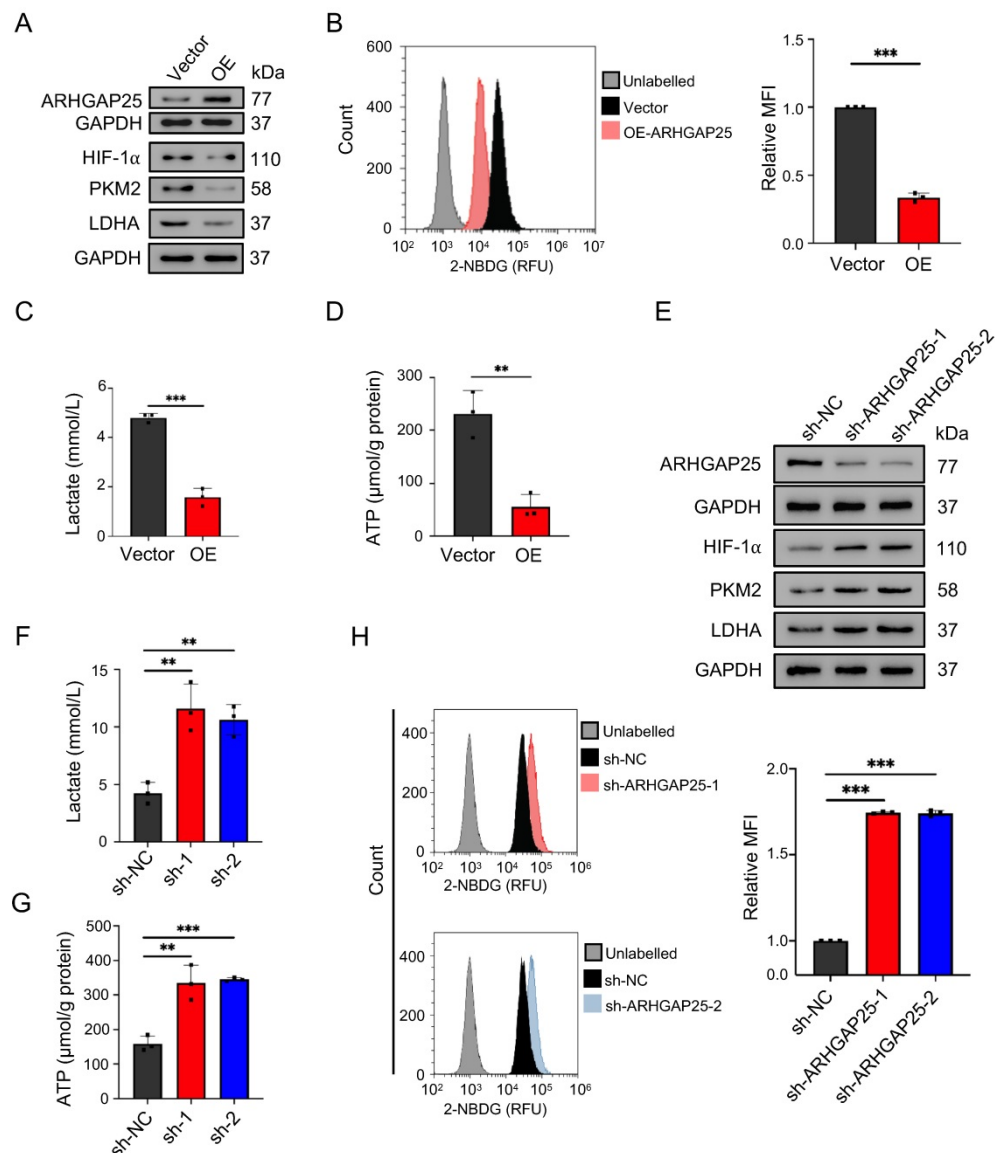 A
Vector
OE
kDa
ARHGAP25
77
GAPDH
37
HIF-1α
110
PKM2
58
LDHA
37
GAPDH
37
B
600
400
200
0
Count
10² 10³ 10⁴ 10⁵ 10⁶ 10⁷
2-NBDG (RFU)
Unlabelled
Vector
OE-ARHGAP25
1.5
1.0
0.5
0.0
Relative MFI
***
Vector OE
C
Lactate (mmol/L)
6
4
2
0
***
Vector OE
D
ATP (μmol/g protein)
300
200
100
0
**
Vector OE
E
sh-NC
sh-ARHGAP25-1
sh-ARHGAP25-2
kDa
ARHGAP25
77
GAPDH
37
HIF-1α
110
PKM2
58
LDHA
37
GAPDH
37
F
Lactate (mmol/L)
15
10
5
0
**
**
sh-NC
sh-1
sh-2
G
ATP (μmol/g protein)
500
400
300
200
100
0
***
**
sh-NC
sh-1
sh-2
H
Count
400
200
0
10² 10³ 10⁴ 10⁵ 10⁶
2-NBDG (RFU)
Unlabelled
sh-NC
sh-ARHGAP25-1
400
200
0
10² 10³ 10⁴ 10⁵ 10⁶
2-NBDG (RFU)
Unlabelled
sh-NC
sh-ARHGAP25-2
Relative MFI
2.0
1.5
1.0
0.0
***
***
sh-NC
sh-ARHGAP25-1
sh-ARHGAP25-2